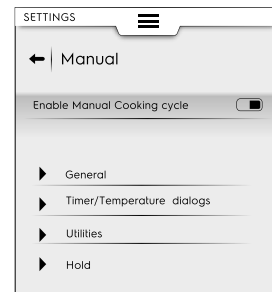 SETTINGS
Manual
Enable Manual Cooking cycle
General
Timer/Temperature dialogs
Utilities
Hold